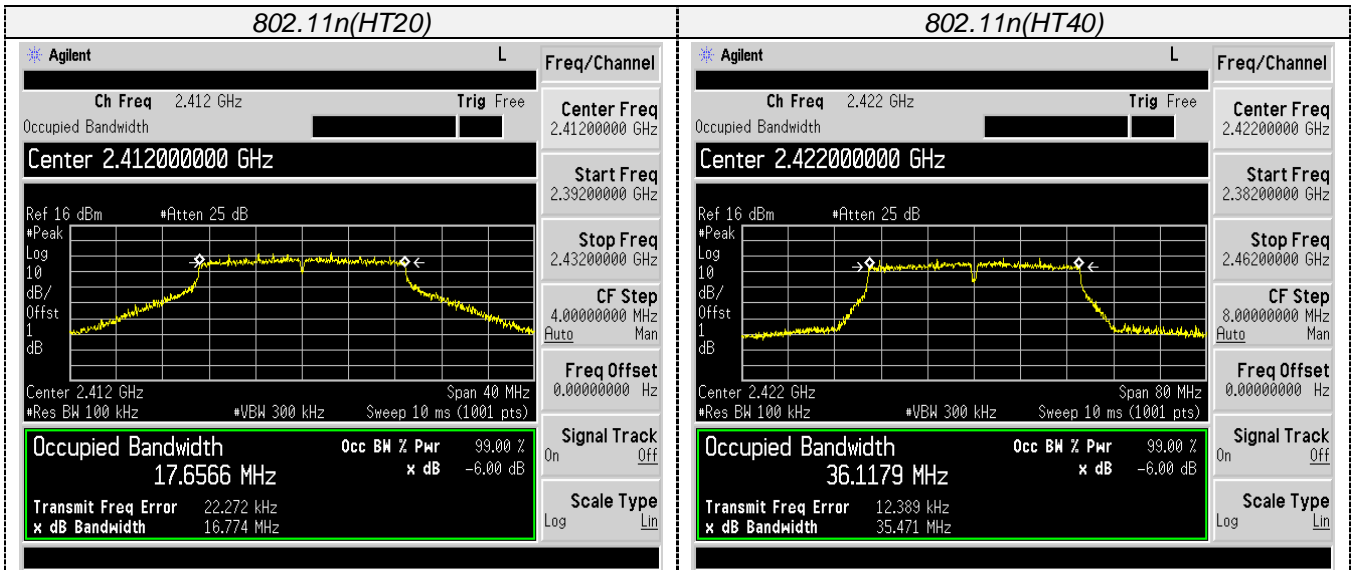 802.11n(HT20)
Agilent L
Ch Freq 2.412 GHz Trig Free
Occupied Bandwidth
Center 2.412000000 GHz
Ref 16 dBm #Atten 25 dB
#Peak
Log
10
dB/
Offst
1
dB
Center 2.412 GHz Span 40 MHz
#Res BW 100 kHz #VBW 300 kHz Sweep 10 ms (1001 pts)
Occupied Bandwidth Occ BW % Pwr 99.00 %
17.6566 MHz x dB -6.00 dB
Transmit Freq Error 22.272 kHz
x dB Bandwidth 16.774 MHz
Freq/Channel
Center Freq
2.41200000 GHz
Start Freq
2.39200000 GHz
Stop Freq
2.43200000 GHz
CF Step
4.00000000 MHz
Auto Man
Freq Offset
0.00000000 Hz
Signal Track
On Off
Scale Type
Log Lin
802.11n(HT40)
Agilent L
Ch Freq 2.422 GHz Trig Free
Occupied Bandwidth
Center 2.422000000 GHz
Ref 16 dBm #Atten 25 dB
#Peak
Log
10
dB/
Offst
1
dB
Center 2.422 GHz Span 80 MHz
#Res BW 100 kHz #VBW 300 kHz Sweep 10 ms (1001 pts)
Occupied Bandwidth Occ BW % Pwr 99.00 %
36.1179 MHz x dB -6.00 dB
Transmit Freq Error 12.389 kHz
x dB Bandwidth 35.471 MHz
Freq/Channel
Center Freq
2.42200000 GHz
Start Freq
2.38200000 GHz
Stop Freq
2.46200000 GHz
CF Step
8.00000000 MHz
Auto Man
Freq Offset
0.00000000 Hz
Signal Track
On Off
Scale Type
Log Lin